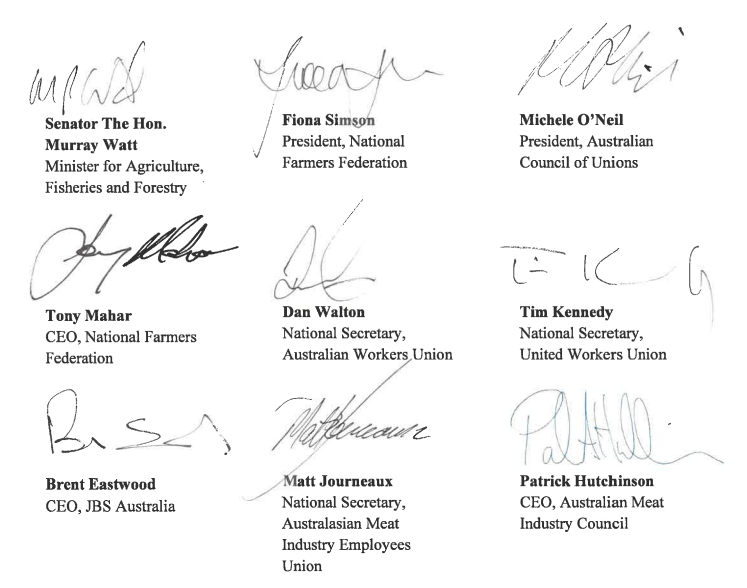 Senator The Hon.
Murray Watt
Minister for Agriculture,
Fisheries and Forestry
Fiona Simson
President, National
Farmers Federation
Michele O'Neil
President, Australian
Council of Unions
Tony Mahar
CEO, National Farmers
Federation
Dan Walton
National Secretary,
Australian Workers Union
Tim Kennedy
National Secretary,
United Workers Union
Brent Eastwood
CEO, JBS Australia
Matt Journeaux
National Secretary,
Australasian Meat
Industry Employees
Union
Patrick Hutchinson
CEO, Australian Meat
Industry Council